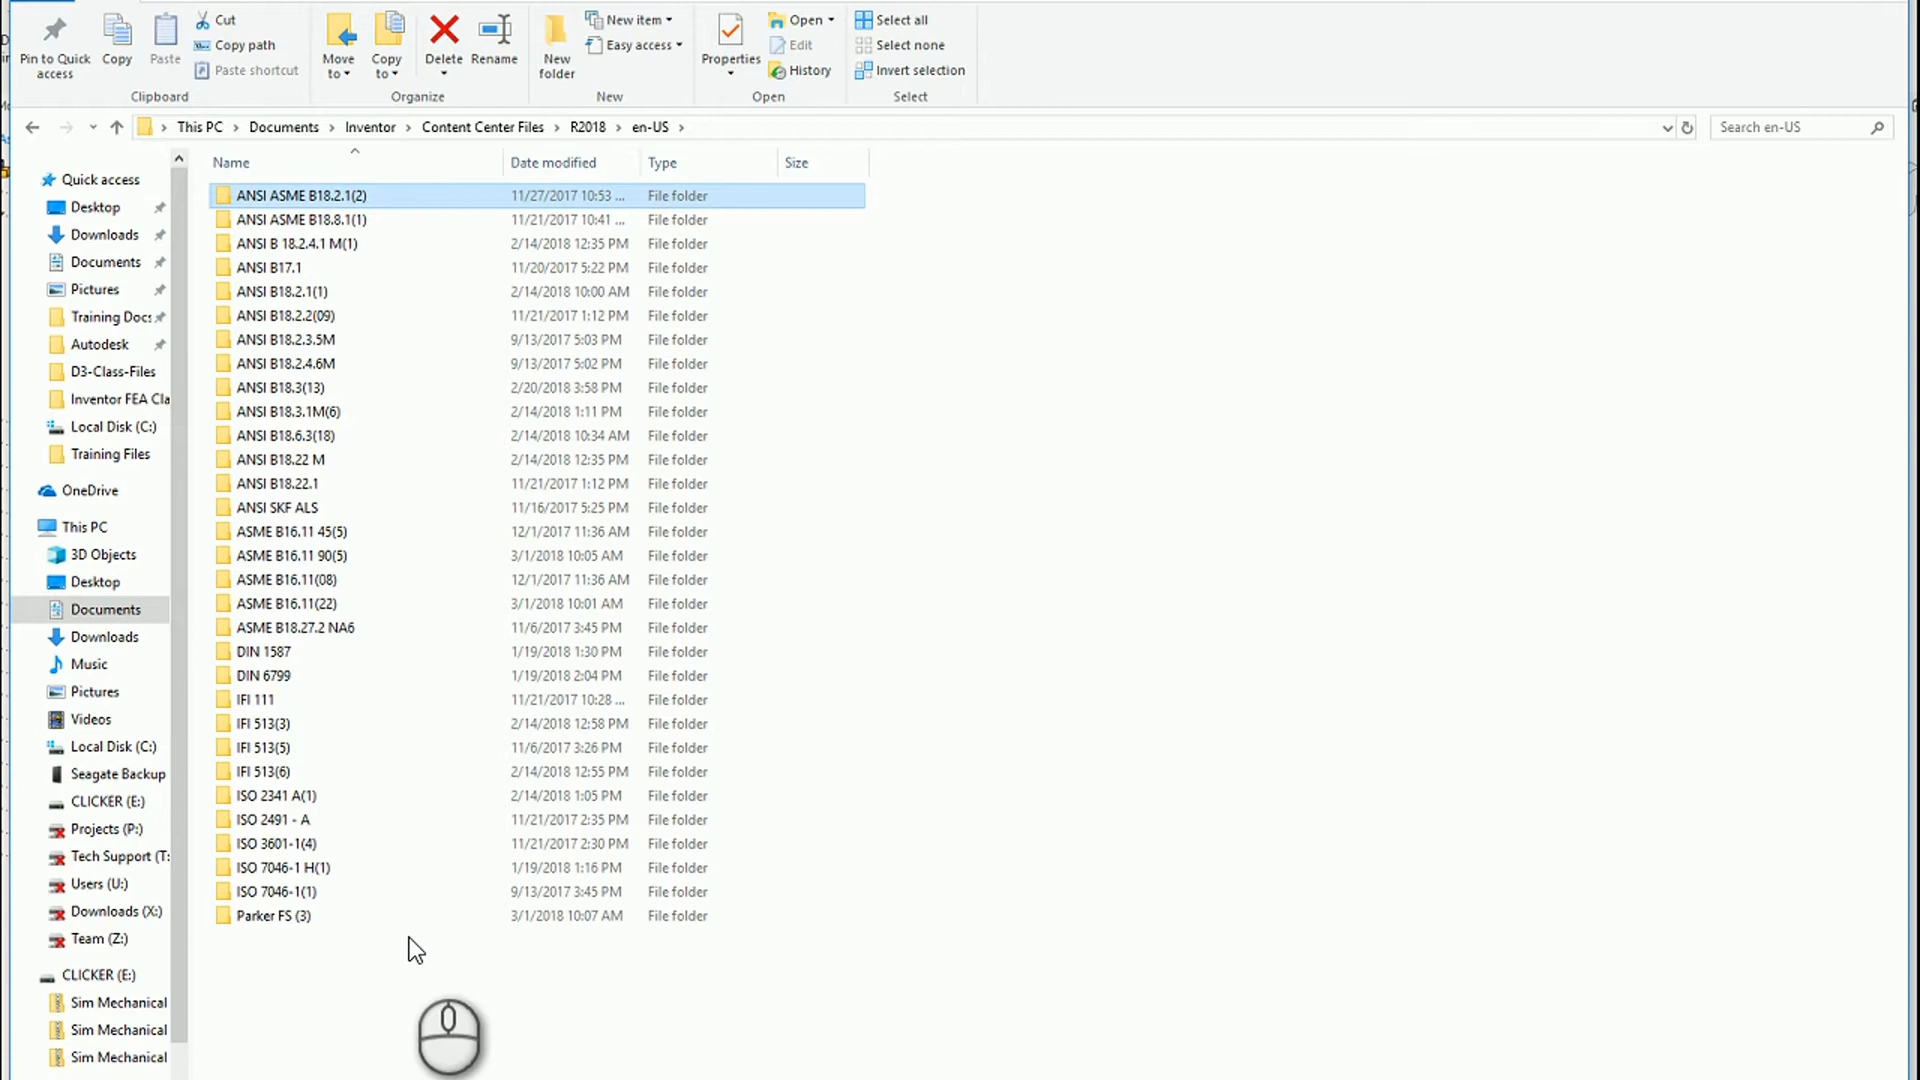 Pin to Quick access
Copy
Paste
Cut
Copy path
Paste shortcut
Clipboard
Move to
Copy to
Delete
Rename
Organize
New folder
New item
Easy access
New
Properties
Open
Edit
History
Open
Select all
Select none
Invert selection
Select
This PC > Documents > Inventor > Content Center Files > R2018 > en-US >
Search en-US
Name Date modified Type Size
Quick access
Desktop
Downloads
Documents
Pictures
Training Docs
Autodesk
D3-Class-Files
Inventor FEA Cla
Local Disk (C:)
Training Files
OneDrive
This PC
3D Objects
Desktop
Documents
Downloads
Music
Pictures
Videos
Local Disk (C:)
Seagate Backup
CLICKER (E:)
Projects (P:)
Tech Support (T:
Users (U:)
Downloads (X:)
Team (Z:)
CLICKER (E:)
Sim Mechanical
Sim Mechanical
Sim Mechanical
ANSI ASME B18.2.1(2) 11/27/2017 10:53 ... File folder
ANSI ASME B18.8.1(1) 11/21/2017 10:41 ... File folder
ANSI B 18.2.4.1 M(1) 2/14/2018 12:35 PM File folder
ANSI B17.1 11/20/2017 5:22 PM File folder
ANSI B18.2.1(1) 2/14/2018 10:00 AM File folder
ANSI B18.2.2(09) 11/21/2017 1:12 PM File folder
ANSI B18.2.3.5M 9/13/2017 5:03 PM File folder
ANSI B18.2.4.6M 9/13/2017 5:02 PM File folder
ANSI B18.3(13) 2/20/2018 3:58 PM File folder
ANSI B18.3.1M(6) 2/14/2018 1:11 PM File folder
ANSI B18.6.3(18) 2/14/2018 10:34 AM File folder
ANSI B18.22 M 2/14/2018 12:35 PM File folder
ANSI B18.22.1 11/21/2017 1:12 PM File folder
ANSI SKF ALS 11/16/2017 5:25 PM File folder
ASME B16.11 45(5) 12/1/2017 11:36 AM File folder
ASME B16.11 90(5) 3/1/2018 10:05 AM File folder
ASME B16.11(08) 12/1/2017 11:36 AM File folder
ASME B16.11(22) 3/1/2018 10:01 AM File folder
ASME B18.27.2 NA6 11/6/2017 3:45 PM File folder
DIN 1587 1/19/2018 1:30 PM File folder
DIN 6799 1/19/2018 2:04 PM File folder
IFI 111 11/21/2017 10:28 ... File folder
IFI 513(3) 2/14/2018 12:58 PM File folder
IFI 513(5) 11/6/2017 3:26 PM File folder
IFI 513(6) 2/14/2018 12:55 PM File folder
ISO 2341 A(1) 2/14/2018 1:05 PM File folder
ISO 2491 - A 11/21/2017 2:35 PM File folder
ISO 3601-1(4) 11/21/2017 2:30 PM File folder
ISO 7046-1 H(1) 1/19/2018 1:16 PM File folder
ISO 7046-1(1) 9/13/2017 3:45 PM File folder
Parker FS (3) 3/1/2018 10:07 AM File folder